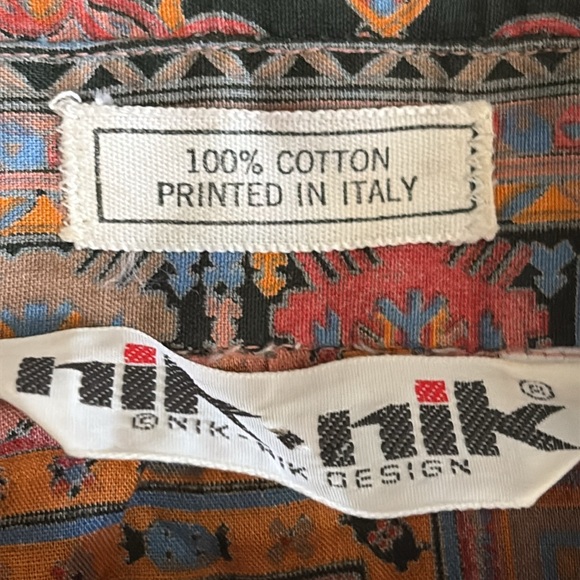 100% COTTON
PRINTED IN ITALY
nik-nik®
© NIK-NIK DESIGN